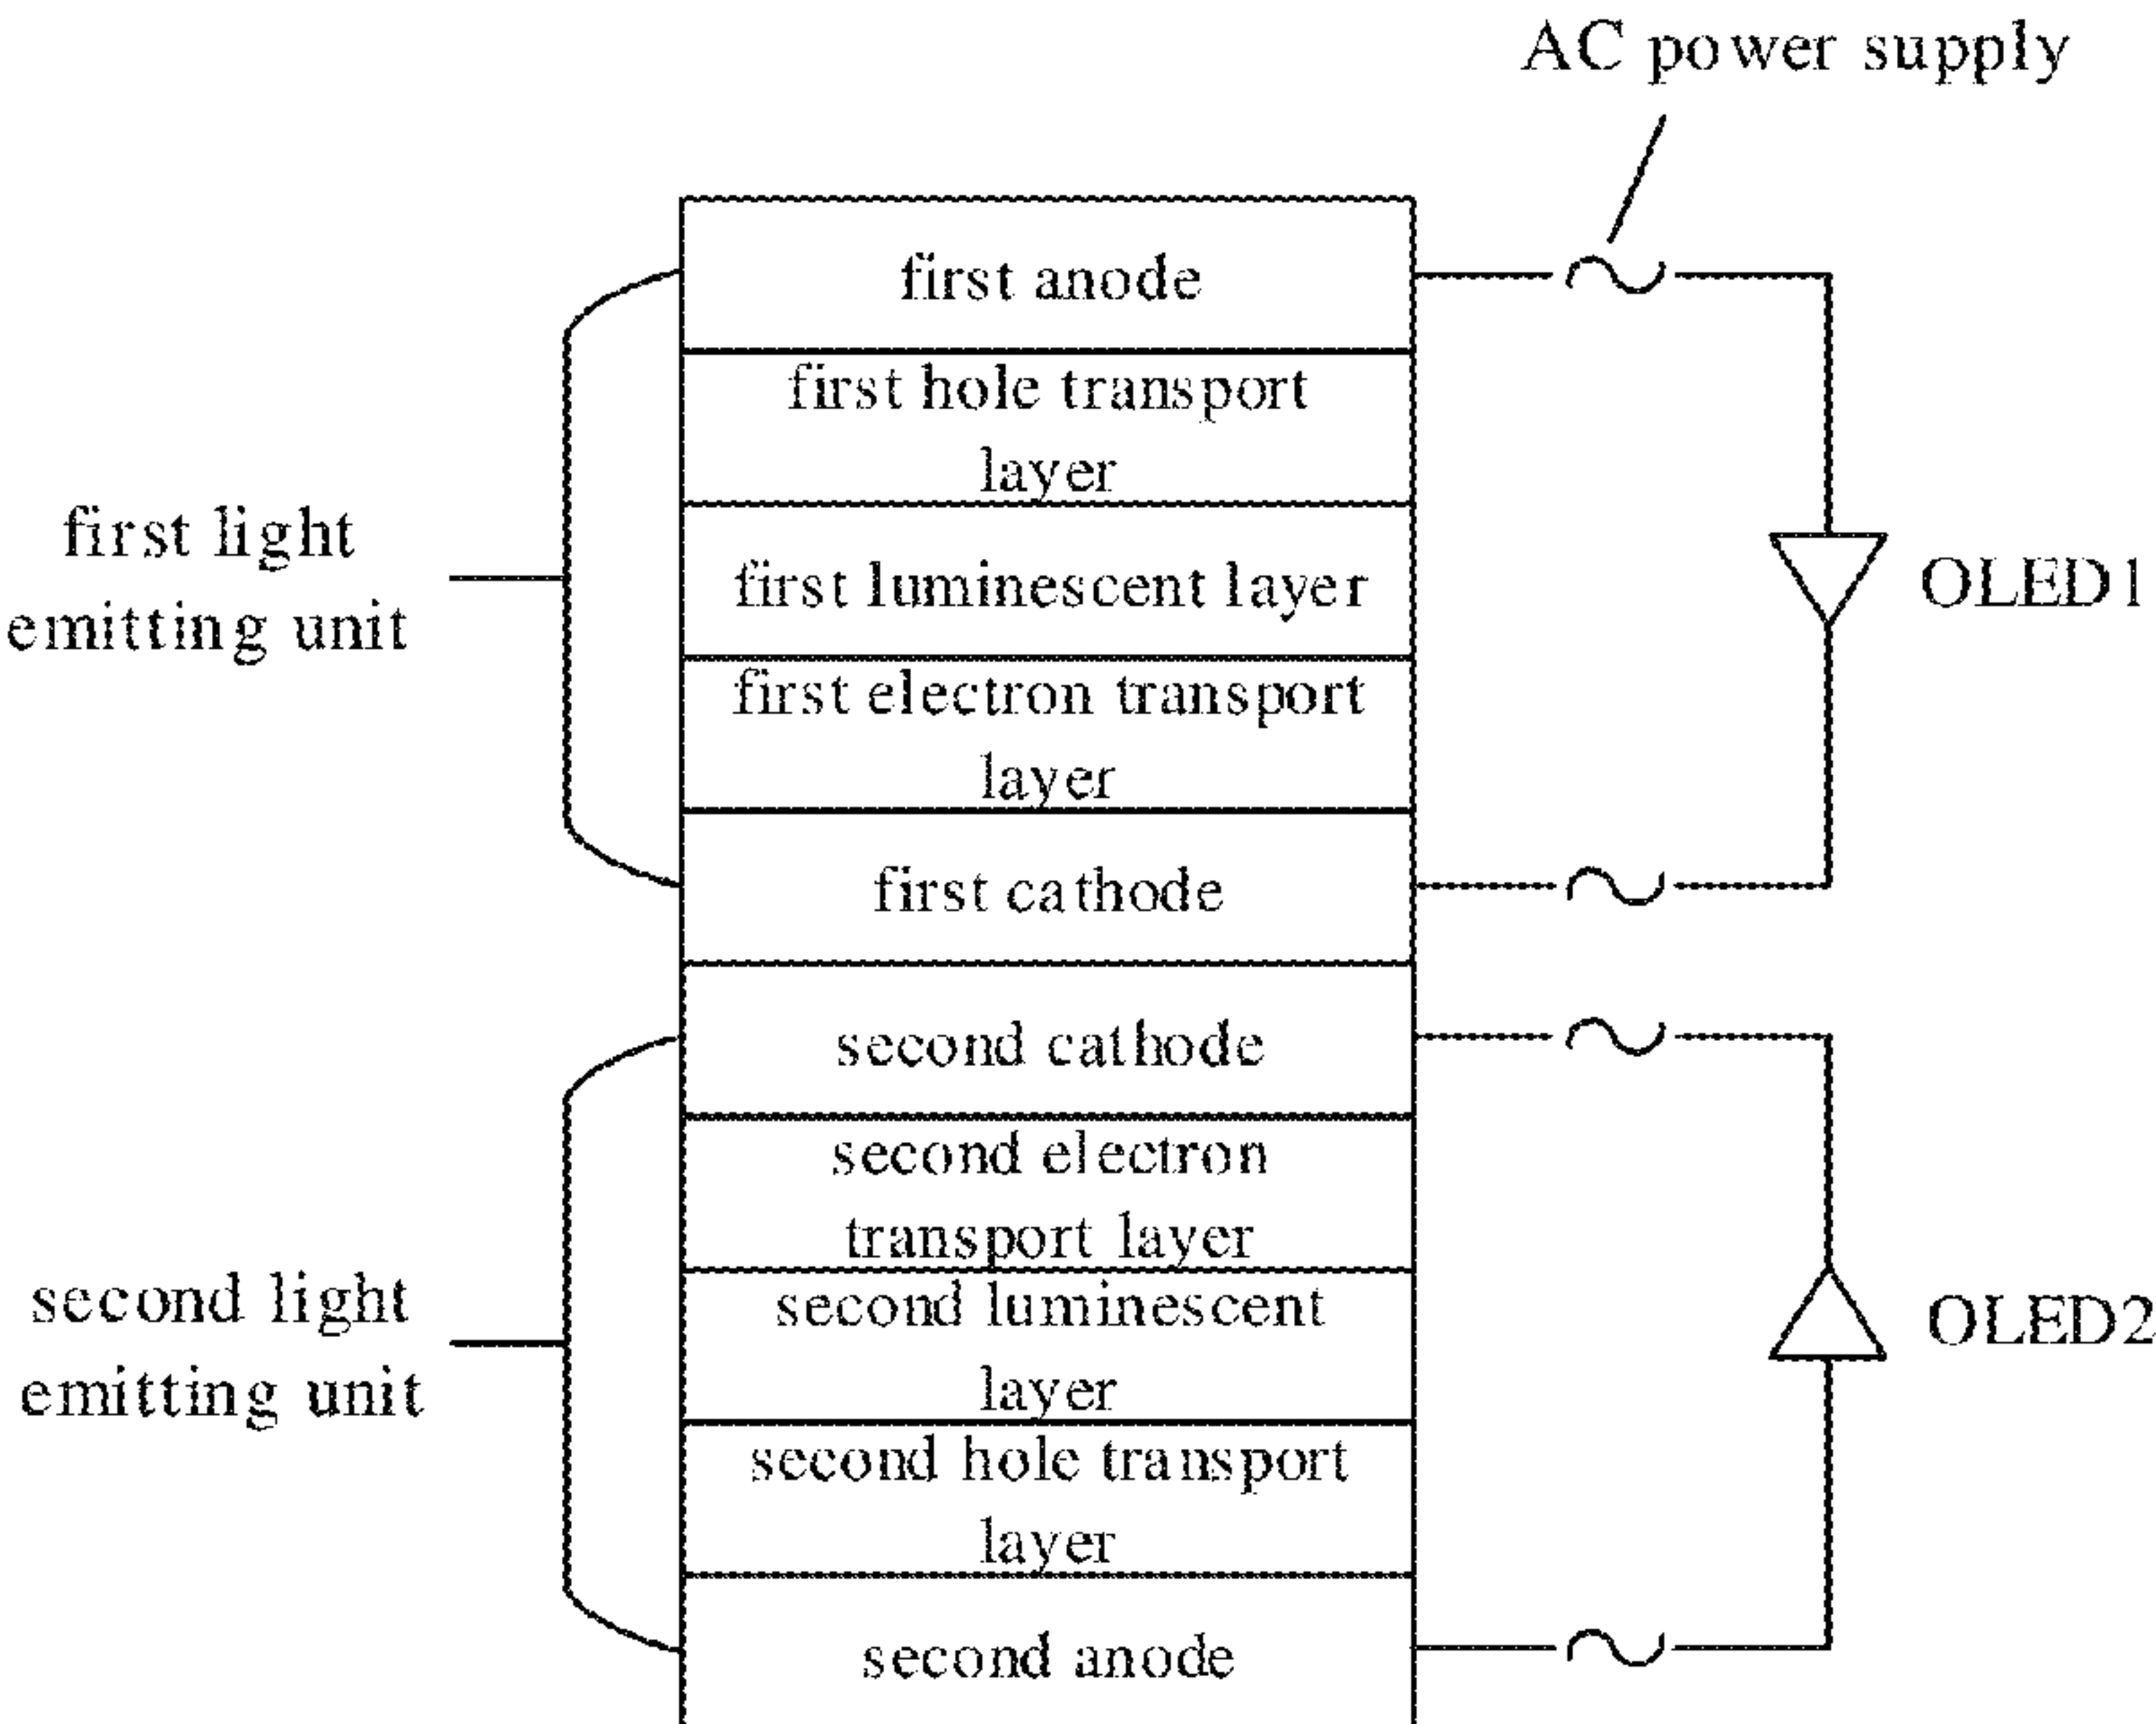 AC power supply
first anode
first hole transport
layer
first light
emitting unit
first luminescent layer
OLED1
first electron transport
layer
first cathode
second cathode
second electron
transport layer
second light
emitting unit
second luminescent
layer
OLED2
second hole transport
layer
second anode